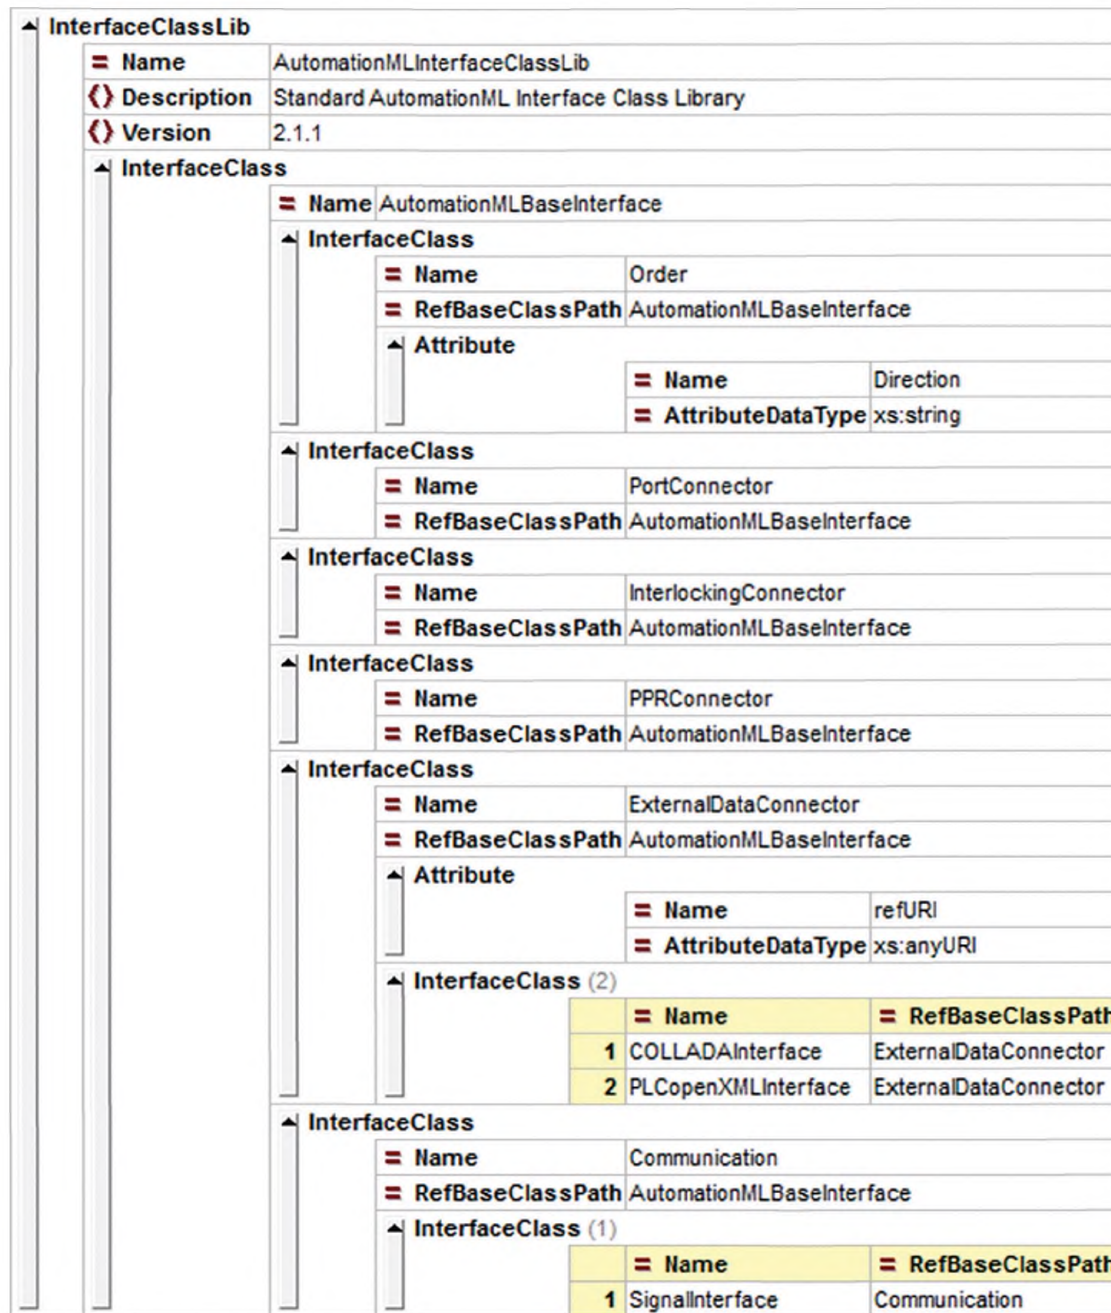 InterfaceClassLib
= Name AutomationMLInterfaceClassLib
{} Description Standard AutomationML Interface Class Library
{} Version 2.1.1
InterfaceClass
= Name AutomationMLBaseInterface
InterfaceClass
= Name Order
= RefBaseClassPath AutomationMLBaseInterface
Attribute
= Name Direction
= AttributeDataType xs:string
InterfaceClass
= Name PortConnector
= RefBaseClassPath AutomationMLBaseInterface
InterfaceClass
= Name InterlockingConnector
= RefBaseClassPath AutomationMLBaseInterface
InterfaceClass
= Name PPRConnector
= RefBaseClassPath AutomationMLBaseInterface
InterfaceClass
= Name ExternalDataConnector
= RefBaseClassPath AutomationMLBaseInterface
Attribute
= Name refURI
= AttributeDataType xs:anyURI
InterfaceClass (2)
= Name = RefBaseClassPath
1 COLLADAInterface ExternalDataConnector
2 PLCopenXMLInterface ExternalDataConnector
InterfaceClass
= Name Communication
= RefBaseClassPath AutomationMLBaseInterface
InterfaceClass (1)
= Name = RefBaseClassPath
1 SignalInterface Communication